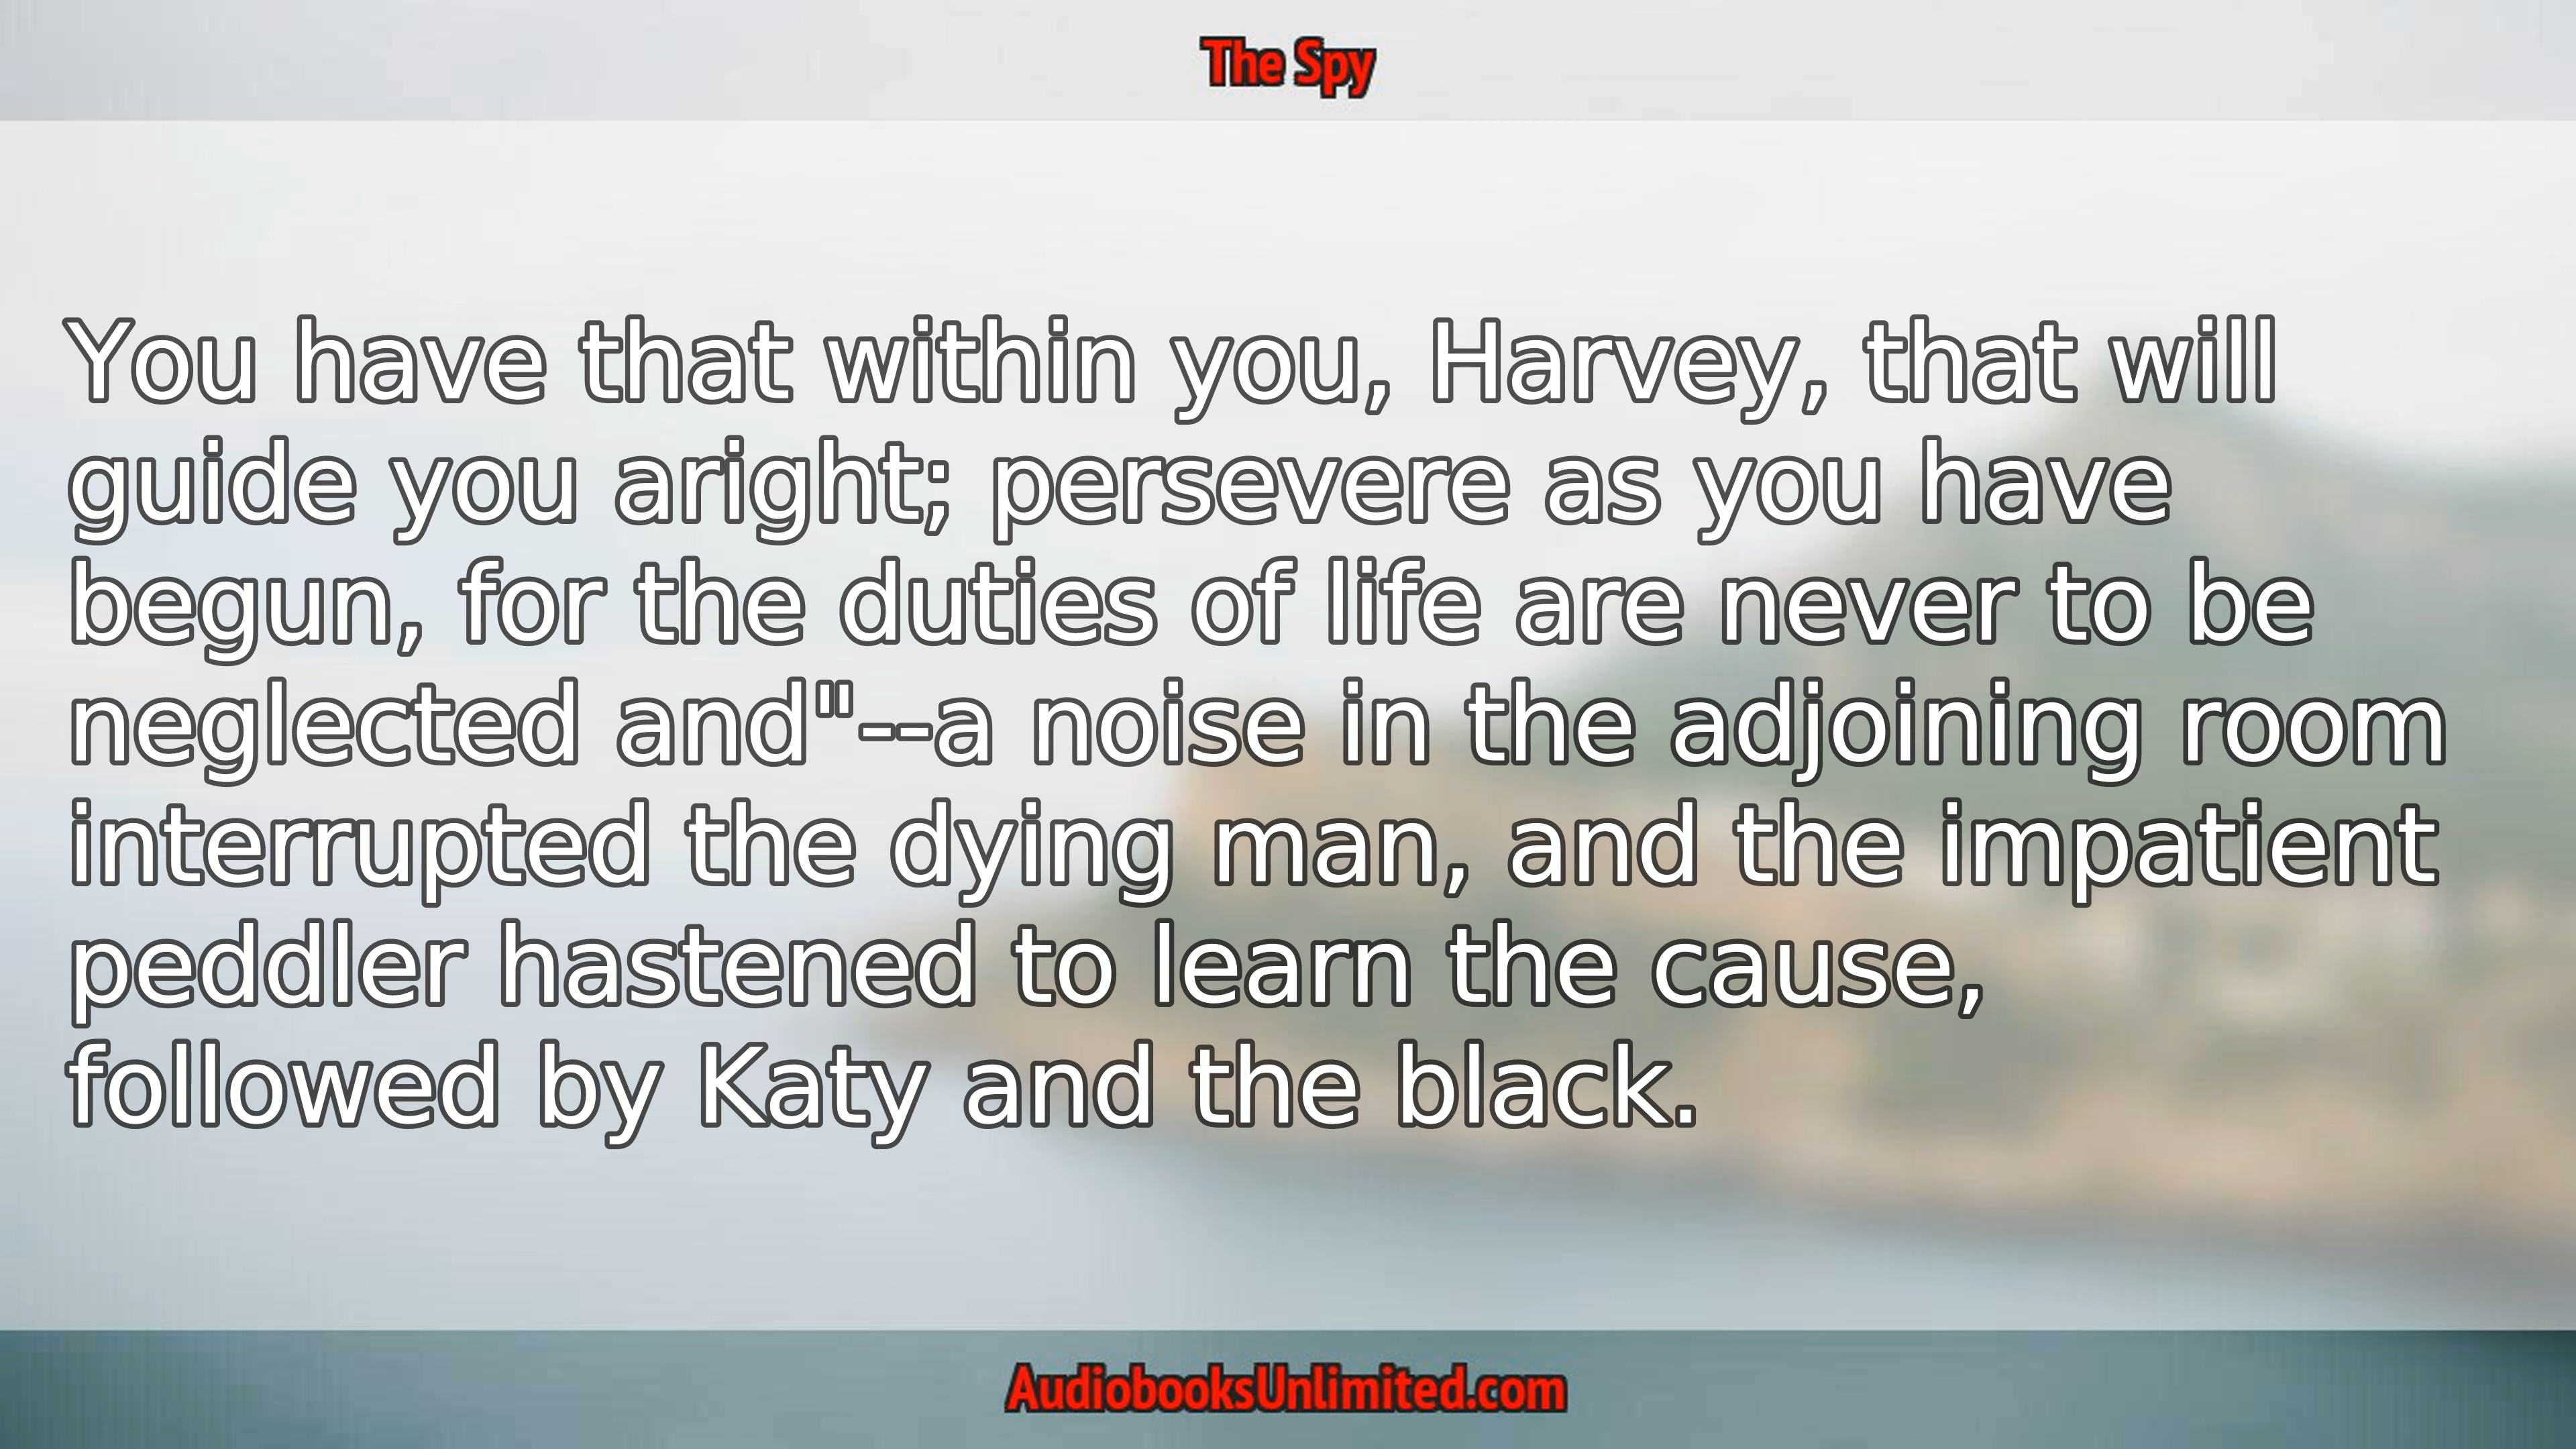 The Spy
You have that within you, Harvey, that will
guide you aright; persevere as you have
begun, for the duties of life are never to be
neglected and"--a noise in the adjoining room
interrupted the dying man, and the impatient
peddler hastened to learn the cause,
followed by Katy and the black.
AudiobooksUnlimited.com